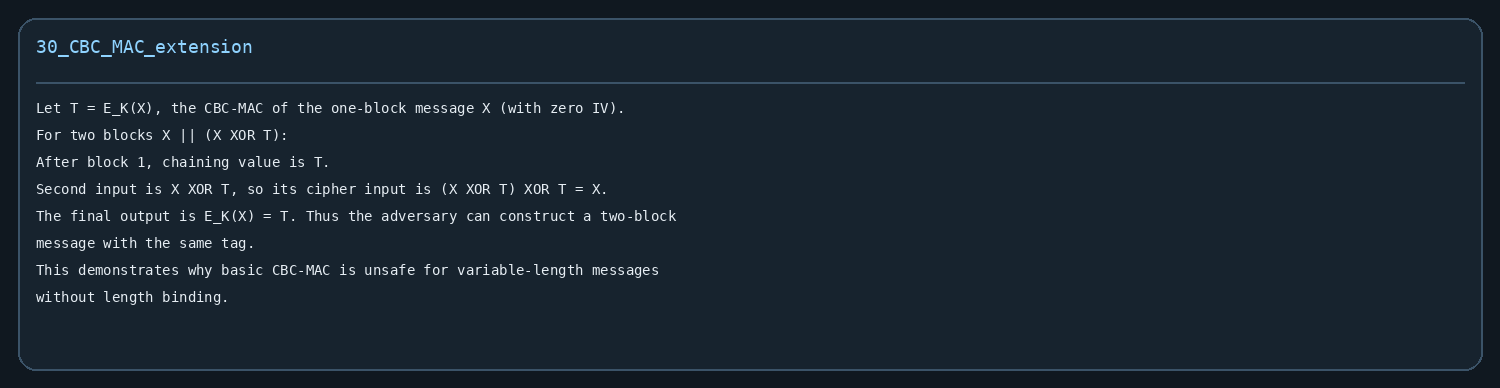 30_CBC_MAC_extension
Let T = E_K(X), the CBC-MAC of the one-block message X (with zero IV).
For two blocks X || (X XOR T):
After block 1, chaining value is T.
Second input is X XOR T, so its cipher input is (X XOR T) XOR T = X.
The final output is E_K(X) = T. Thus the adversary can construct a two-block
message with the same tag.
This demonstrates why basic CBC-MAC is unsafe for variable-length messages
without length binding.